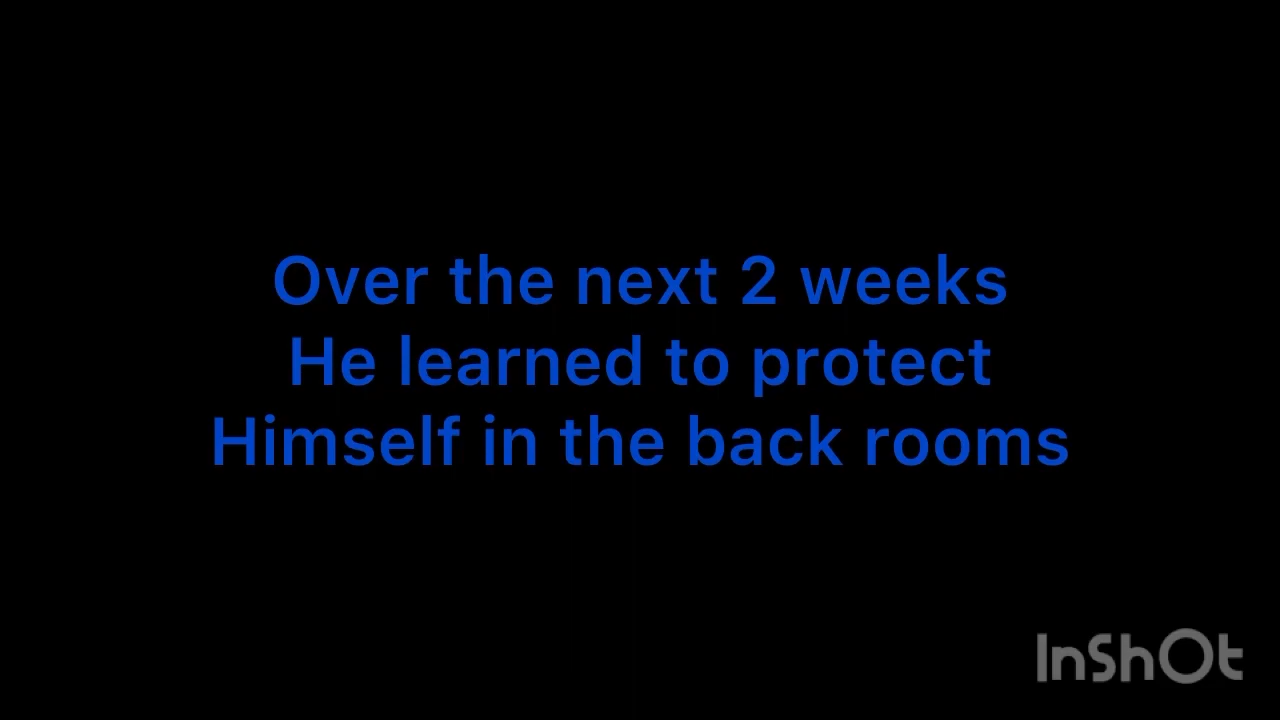 Over the next 2 weeks
He learned to protect
Himself in the back rooms
InShOt